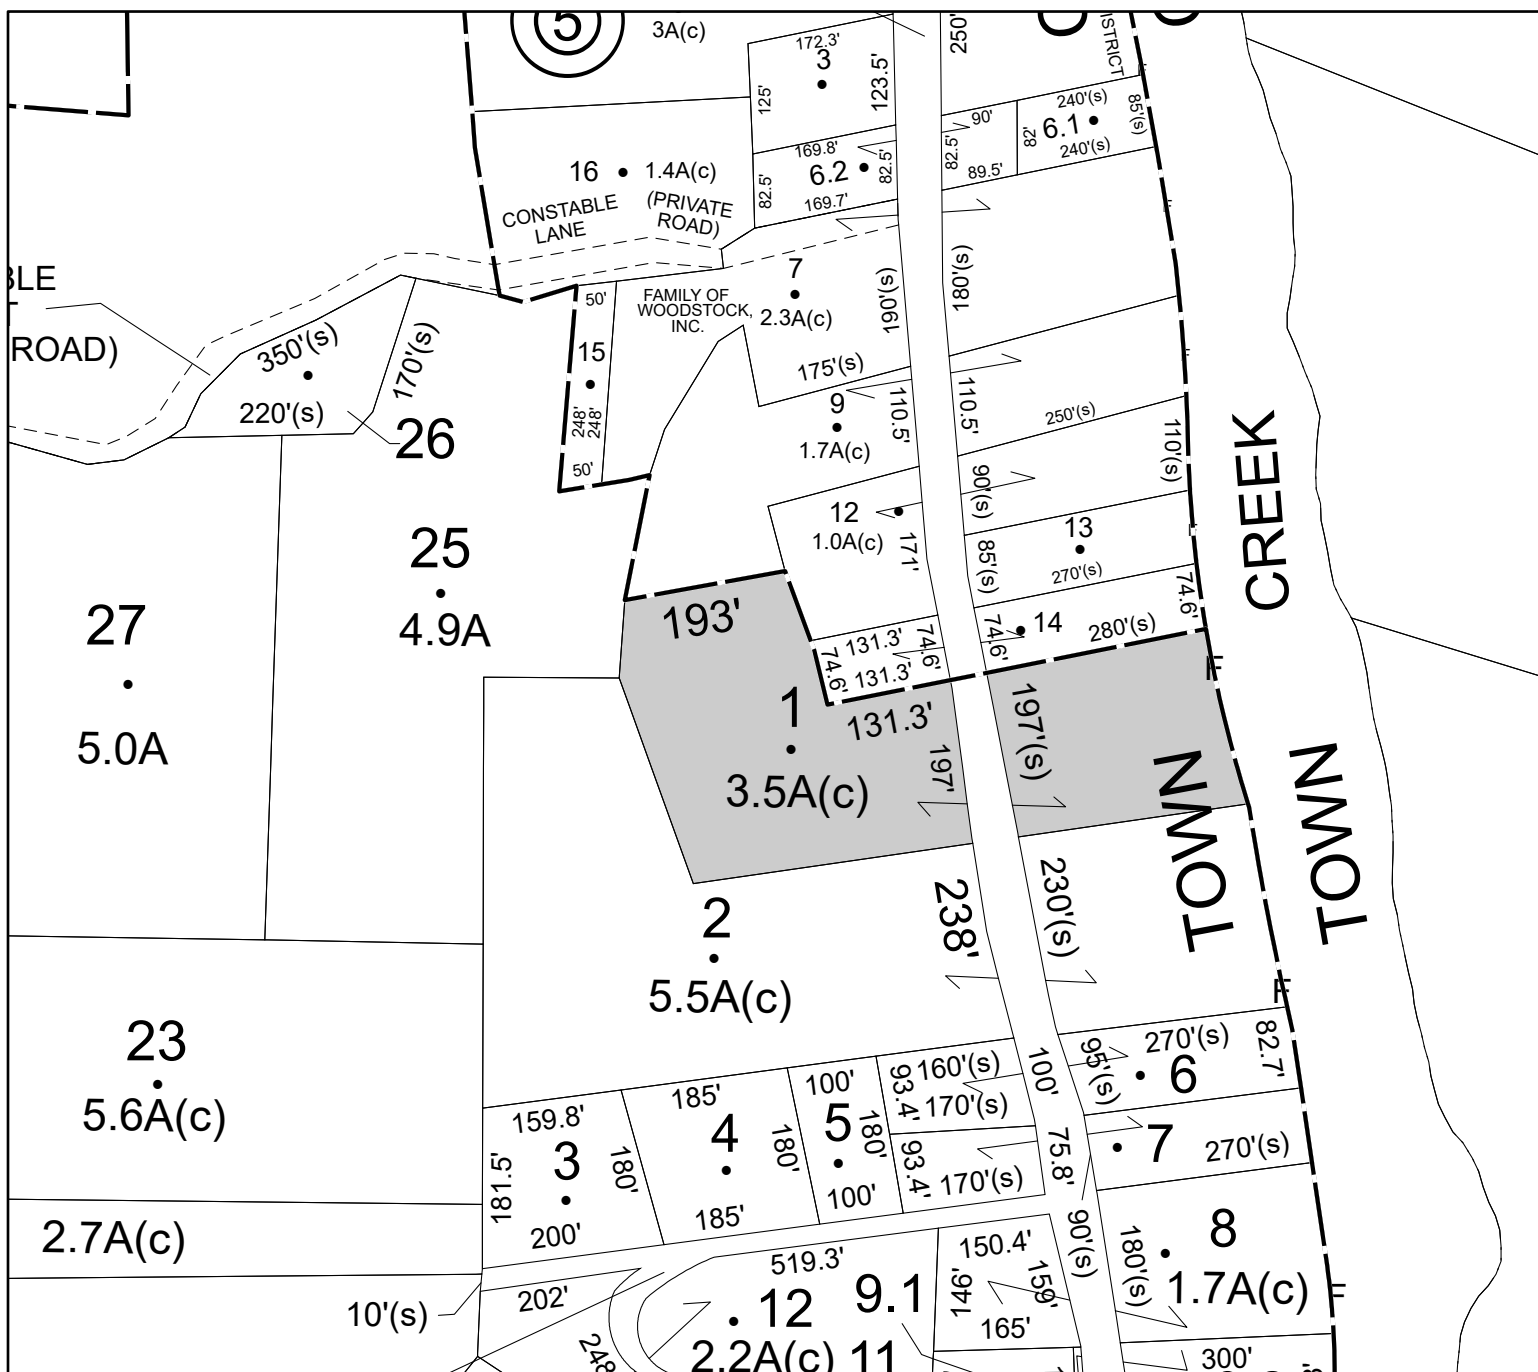 5
3A(c)
172.3'
3
125'
123.5'
250'
ISTRICT
F
240'(s)
90'
82'
6.1
85'(s)
240'(s)
82.5'
89.5'
169.8'
6.2
82.5'
82.5'
169.7'
16
1.4A(c)
CONSTABLE
LANE
(PRIVATE
ROAD)
F
BLE
ROAD)
350'(s)
220'(s)
170'(s)
26
50'
15
248'
248'
50'
FAMILY OF
WOODSTOCK,
INC.
7
2.3A(c)
190'(s)
180'(s)
175'(s)
F
9
1.7A(c)
110.5'
110.5'
250'(s)
110'(s)
12
1.0A(c)
171'
90'(s)
85'(s)
13
270'(s)
F
74.6'
CREEK
25
4.9A
27
5.0A
193'
131.3'
74.6'
74.6'
131.3'
74.6'
14
280'(s)
F
1
3.5A(c)
131.3'
197'
197'(s)
TOWN
TOWN
2
5.5A(c)
238'
230'(s)
F
23
5.6A(c)
2.7A(c)
159.8'
3
181.5'
180'
200'
185'
4
180'
185'
100'
5
180'
100'
93.4'
160'(s)
170'(s)
93.4'
170'(s)
100'
75.8'
95'(s)
270'(s)
6
82.7'
7
270'(s)
90'(s)
180'(s)
8
1.7A(c)
F
10'(s)
202'
248
519.3'
12
2.2A(c)
9.1
11
150.4'
146'
159'
165'
300'